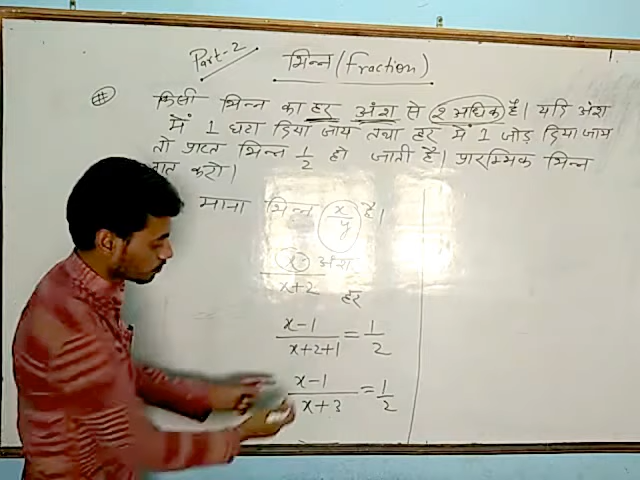 Part-2
भिन्न (fraction)
# किसी भिन्न का हर अंश से 2 अधिक है। यदि अंश
में 1 घटा दिया जाय तथा हर में 1 जोड़ दिया जाय
तो प्राप्त भिन्न 1/2 हो जाती है। प्रारम्भिक भिन्न
करो।
माना भिन्न x/y है।
x अंश
x+2 हर
x-1/x+2+1 = 1/2
x-1/x+3 = 1/2